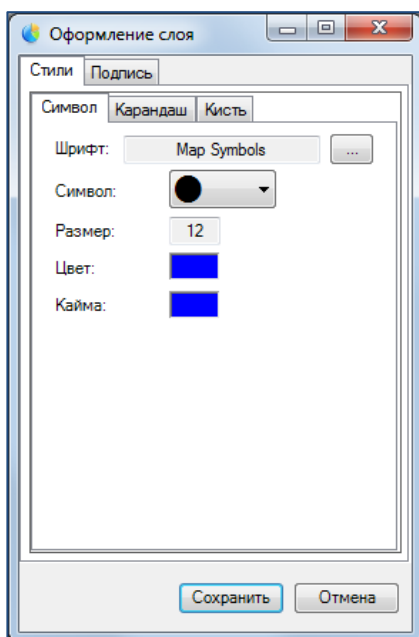 Оформление слоя
Стили Подпись
Символ Карандаш Кисть
Шрифт: Map Symbols ...
Символ:
Размер: 12
Цвет:
Кайма:
Сохранить Отмена